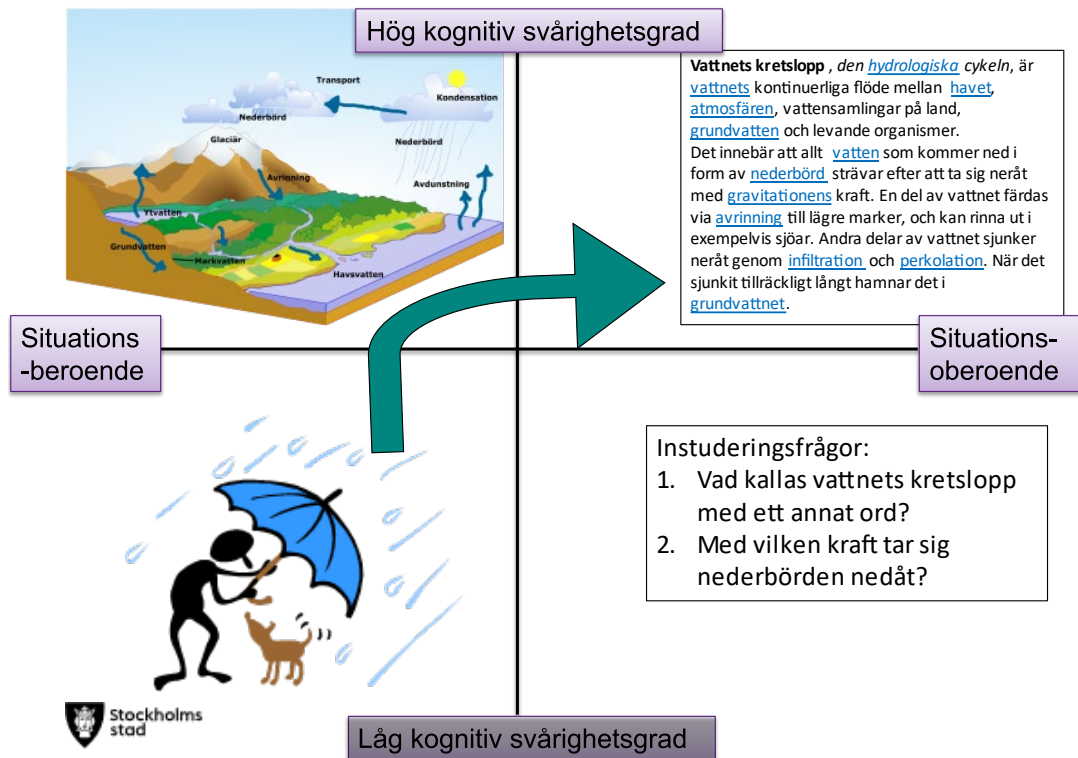 Hög kognitiv svårighetsgrad
Transport
Kondensation
Nederbörd
Nederbörd
Glaciär
Avrinning
Avdunstning
Ytvatten
Grundvatten
Markvatten
Havsvatten
Vattnets kretslopp , den hydrologiska cykeln, är
vattnets kontinuerliga flöde mellan havet,
atmosfären, vattensamlingar på land,
grundvatten och levande organismer.
Det innebär att allt vatten som kommer ned i
form av nederbörd strävar efter att ta sig neråt
med gravitationens kraft. En del av vattnet färdas
via avrinning till lägre marker, och kan rinna ut i
exempelvis sjöar. Andra delar av vattnet sjunker
neråt genom infiltration och perkolation. När det
sjunkit tillräckligt långt hamnar det i
grundvattnet.
Situations
-beroende
Situations-
oberoende
Instuderingsfrågor:
1. Vad kallas vattnets kretslopp
med ett annat ord?
2. Med vilken kraft tar sig
nederbörden nedåt?
Stockholms
stad
Låg kognitiv svårighetsgrad